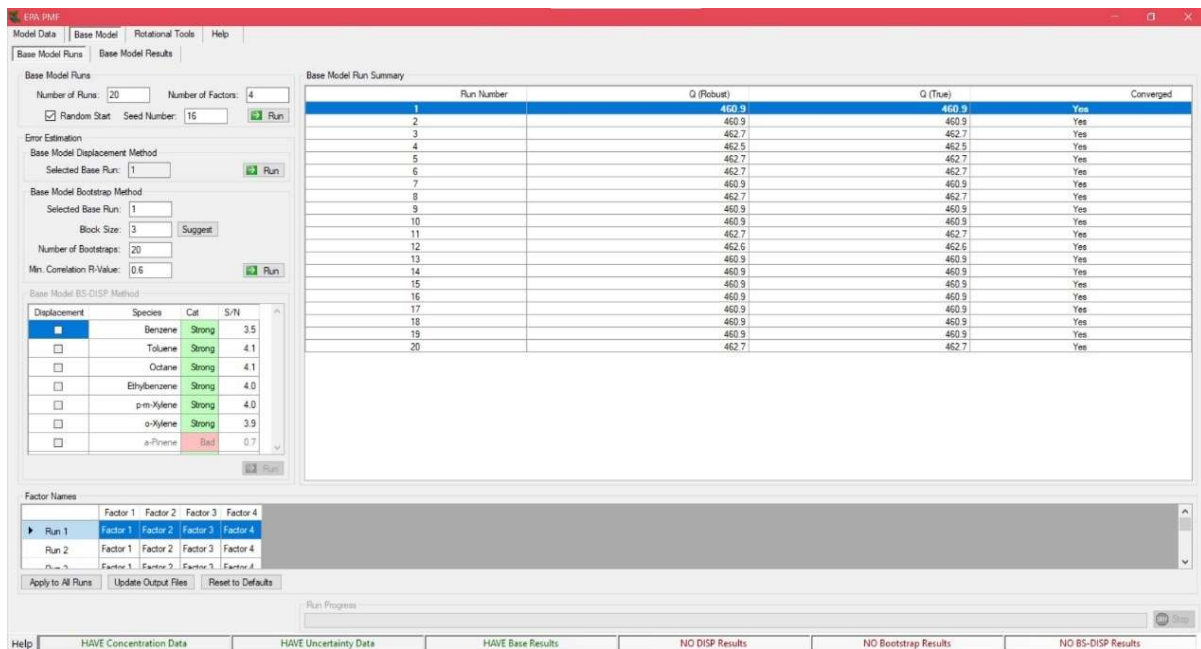 EPA PMF
Model Data Base Model Rotational Tools Help
Base Model Runs Base Model Results
Base Model Runs
Number of Runs: 20 Number of Factors: 4
Random Start Seed Number: 16 Run
Error Estimation
Base Model Displacement Method
Selected Base Run: 1 Run
Base Model Bootstrap Method
Selected Base Run: 1
Block Size: 3 Suggest
Number of Bootstraps: 20
Min. Correlation R-Value: 0.6 Run
Base Model BS-DISP Method
Displacement Species Cat S/N
Benzene Strong 3.5
Toluene Strong 4.1
Octane Strong 4.1
Ethylbenzene Strong 4.0
p-m-Xylene Strong 4.0
o-Xylene Strong 3.9
a-Pinene Bad 0.7
Run
Base Model Run Summary
Run Number Q (Robust) Q (True) Converged
1 460.9 460.9 Yes
2 460.9 460.9 Yes
3 462.7 462.7 Yes
4 462.5 462.5 Yes
5 462.7 462.7 Yes
6 462.7 462.7 Yes
7 460.9 460.9 Yes
8 462.7 462.7 Yes
9 460.9 460.9 Yes
10 460.9 460.9 Yes
11 462.7 462.7 Yes
12 462.6 462.6 Yes
13 460.9 460.9 Yes
14 460.9 460.9 Yes
15 460.9 460.9 Yes
16 460.9 460.9 Yes
17 460.9 460.9 Yes
18 460.9 460.9 Yes
19 460.9 460.9 Yes
20 462.7 462.7 Yes
Factor Names
Factor 1 Factor 2 Factor 3 Factor 4
Run 1 Factor 1 Factor 2 Factor 3 Factor 4
Run 2 Factor 1 Factor 2 Factor 3 Factor 4
Factor 1 Factor 2 Factor 3 Factor 4
Apply to All Runs Update Output Files Reset to Defaults
Run Progress
Stop
Help HAVE Concentration Data HAVE Uncertainty Data HAVE Base Results NO DISP Results NO Bootstrap Results NO BS-DISP Results